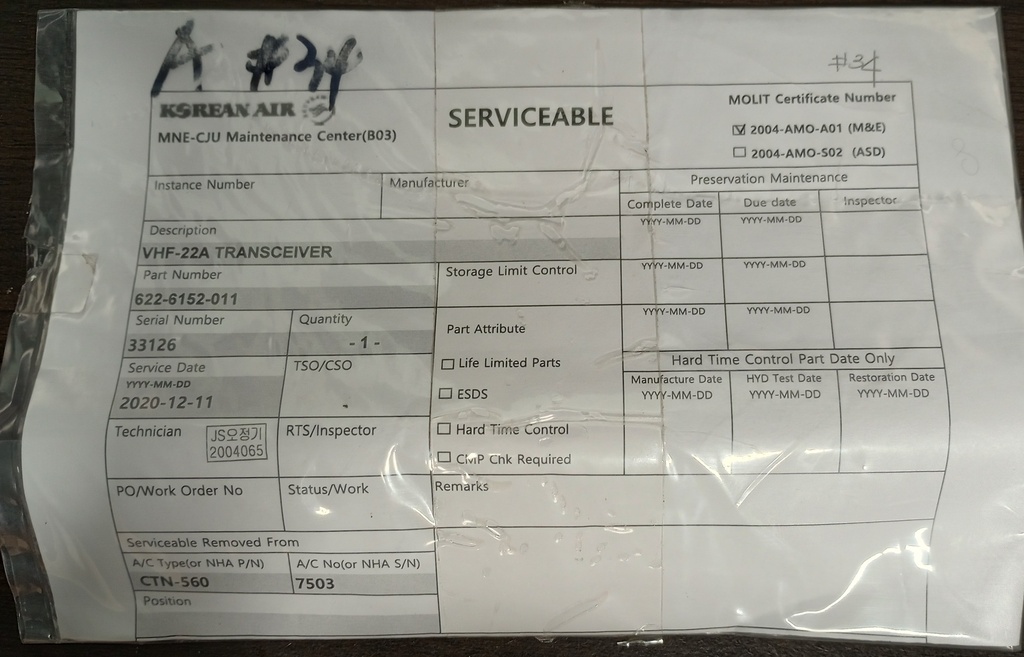 A #34
#34
KOREAN AIR
MNE-CJU Maintenance Center(B03)
SERVICEABLE
MOLIT Certificate Number
☑ 2004-AMO-A01 (M&E)
☐ 2004-AMO-S02 (ASD)
Instance Number
Manufacturer
Preservation Maintenance
Complete Date Due date Inspector
YYYY-MM-DD YYYY-MM-DD
Description
VHF-22A TRANSCEIVER
Part Number
622-6152-011
Storage Limit Control
YYYY-MM-DD YYYY-MM-DD
Serial Number
33126
Quantity
- 1 -
YYYY-MM-DD YYYY-MM-DD
Part Attribute
☐ Life Limited Parts
☐ ESDS
☐ Hard Time Control
☐ CMP Chk Required
Hard Time Control Part Date Only
Manufacture Date HYD Test Date Restoration Date
YYYY-MM-DD YYYY-MM-DD YYYY-MM-DD
Service Date
YYYY-MM-DD
2020-12-11
TSO/CSO
-
Technician
JS오정기
2004065
RTS/Inspector
PO/Work Order No
Status/Work
Remarks
Serviceable Removed From
A/C Type(or NHA P/N)
CTN-560
A/C No(or NHA S/N)
7503
Position